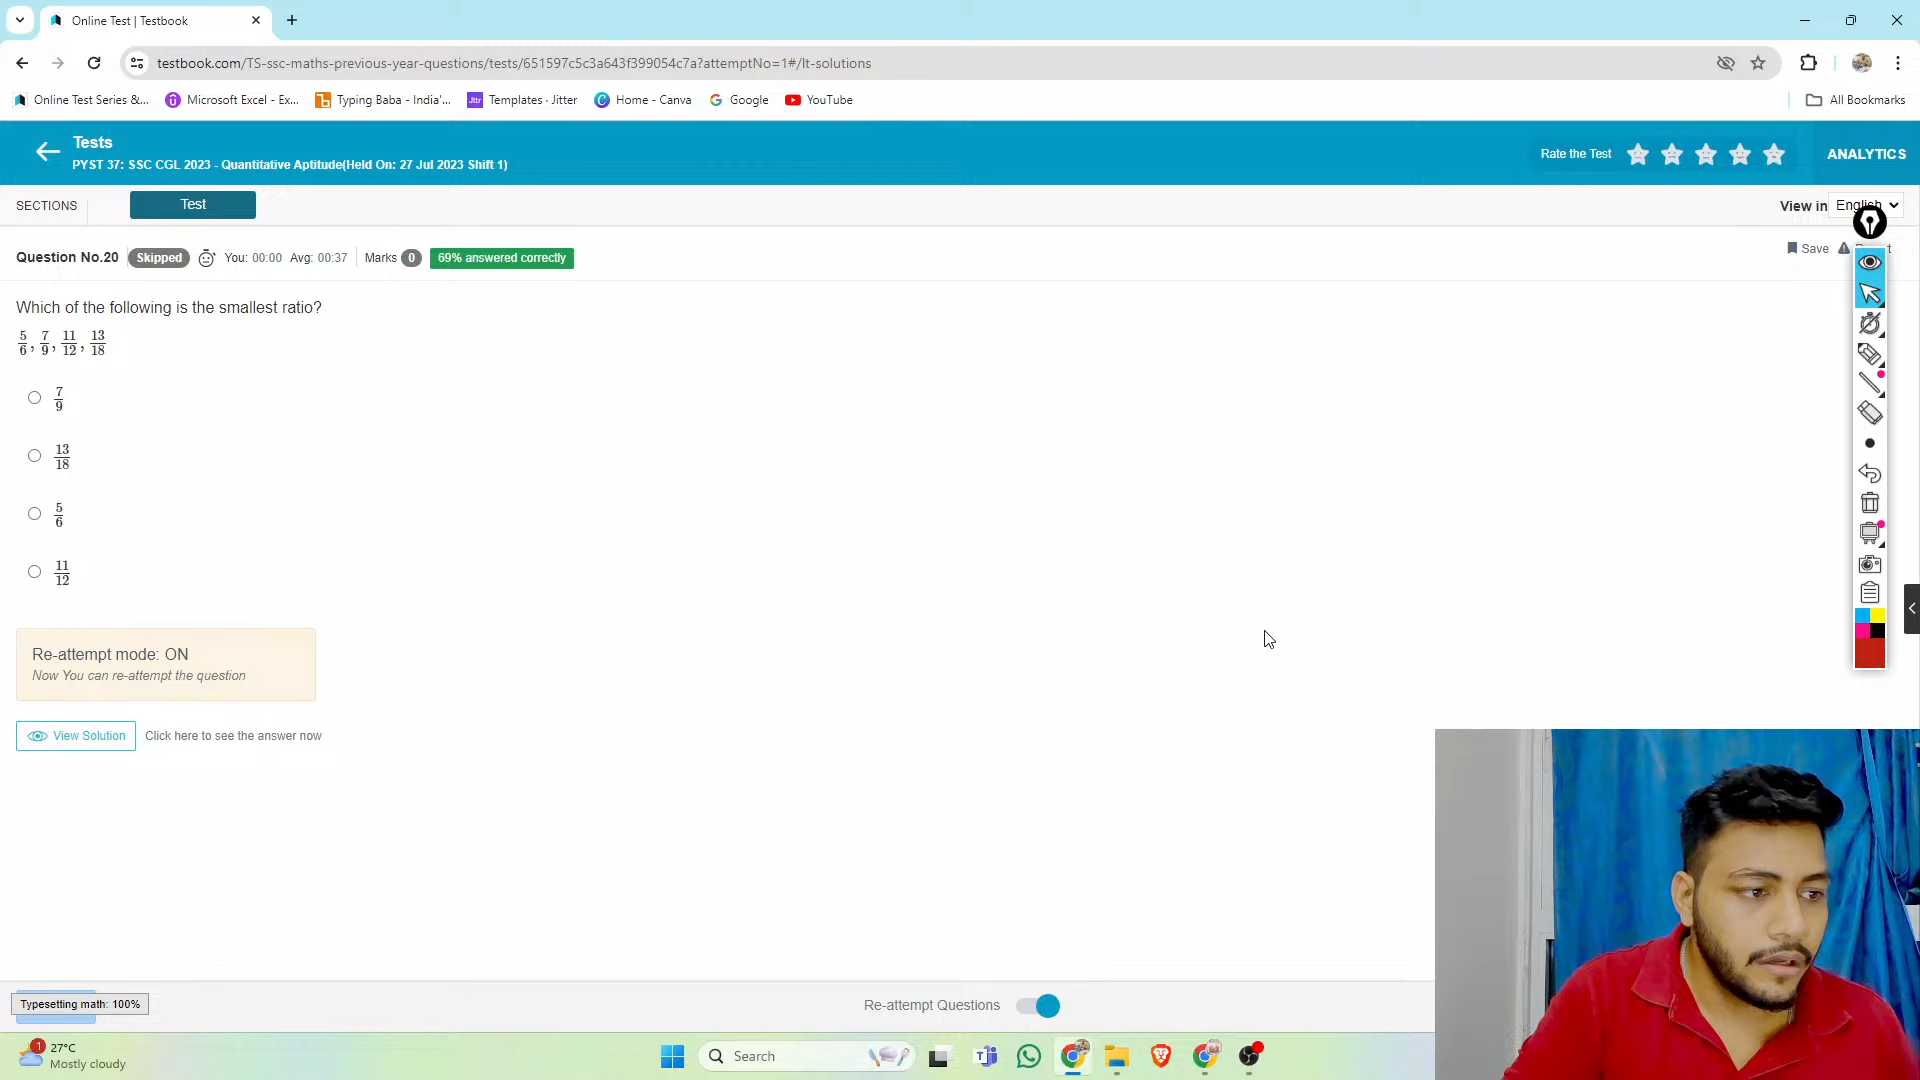 Online Test | Testbook
testbook.com/TS-ssc-maths-previous-year-questions/tests/651597c5c3a643f399054c7a?attemptNo=1#/lt-solutions
Online Test Series &... Microsoft Excel - Ex... Typing Baba - India'... Templates · Jitter Home - Canva Google YouTube All Bookmarks
Tests
PYST 37: SSC CGL 2023 - Quantitative Aptitude(Held On: 27 Jul 2023 Shift 1)
Rate the Test ANALYTICS
SECTIONS Test View in English
Question No.20 Skipped You: 00:00 Avg: 00:37 Marks 0 69% answered correctly Save
Which of the following is the smallest ratio?
5/6, 7/9, 11/12, 13/18
7/9
13/18
5/6
11/12
Re-attempt mode: ON
Now You can re-attempt the question
View Solution Click here to see the answer now
Typesetting math: 100% Re-attempt Questions
1 27°C
Mostly cloudy
Search